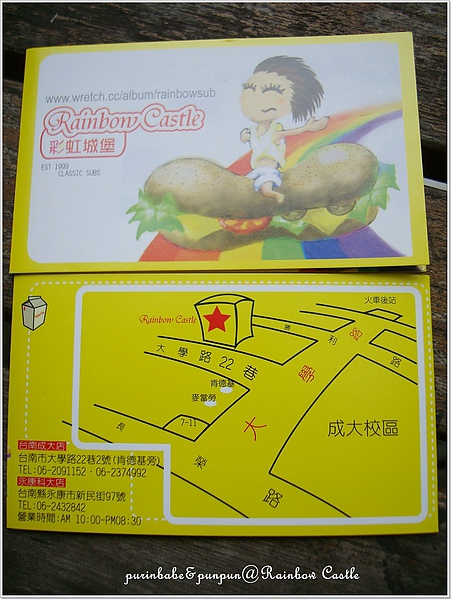 www.wretch.cc/album/rainbowsub
Rainbow Castle
彩虹城堡
EST 1999
CLASSIC SUBS
火車後站
Rainbow Castle
勝利路
大學路
大學路22巷
肯德基
麥當勞
7-11
成大校區
長榮路
台南成大店
台南市大學路22巷2號(肯德基旁)
TEL:06-2091152 - 06-2374992
永康科大店
台南縣永康市新民街97號
TEL:06-2432842
營業時間:AM 10:00-PM08:30
purinbabe&punpun@Rainbow Castle